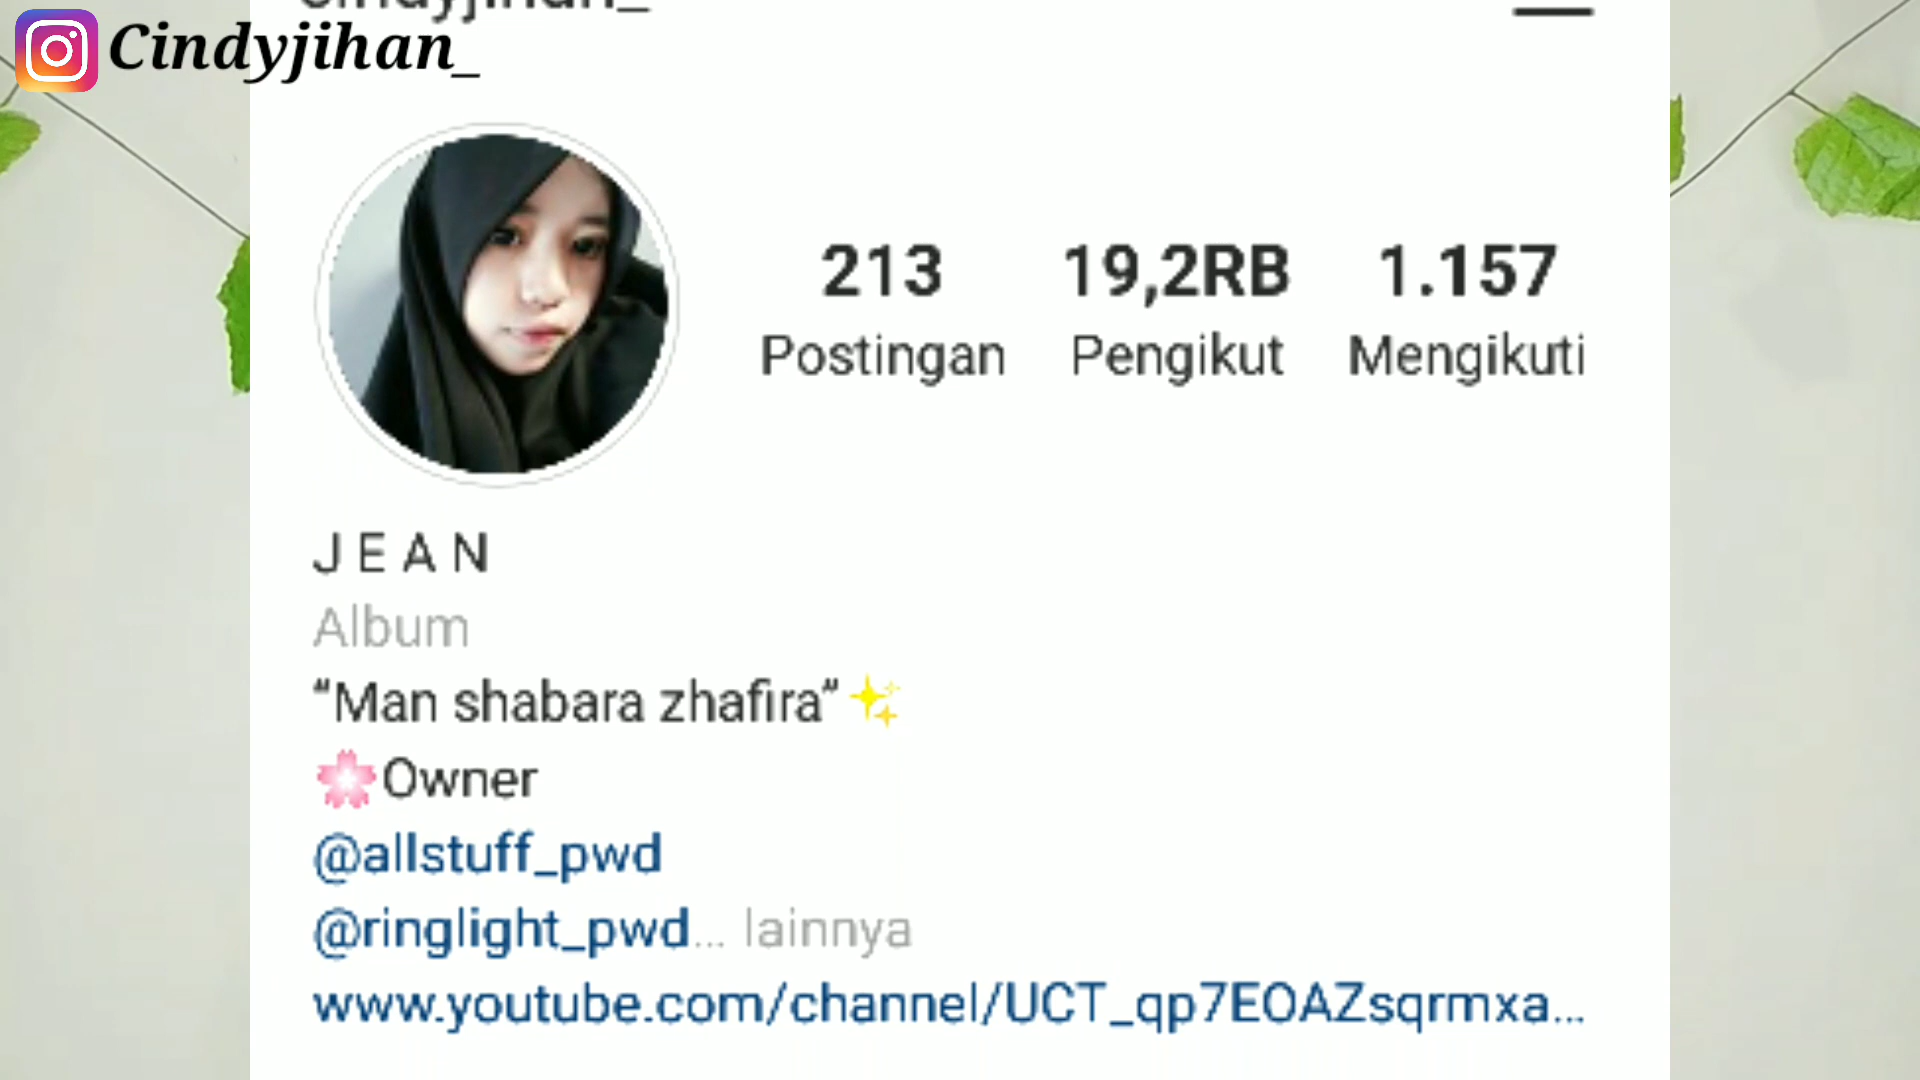 cindyjihan_
Cindyjihan_
213 19,2RB 1.157
Postingan Pengikut Mengikuti
J E A N
Album
“Man shabara zhafira”✨
🌸Owner
@allstuff_pwd
@ringlight_pwd... lainnya
www.youtube.com/channel/UCT_qp7EOAZsqrmxa...